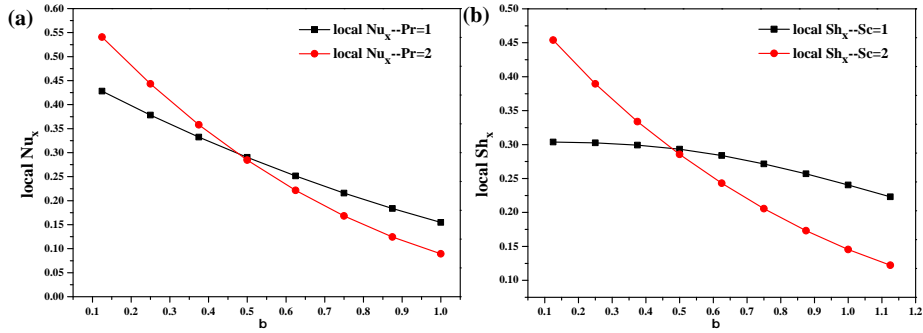 (a)
local Nuₓ--Pr=1
local Nuₓ--Pr=2
local Nuₓ
0.60
0.55
0.50
0.45
0.40
0.35
0.30
0.25
0.20
0.15
0.10
0.05
0.00
0.1 0.2 0.3 0.4 0.5 0.6 0.7 0.8 0.9 1.0
b
(b)
local Shₓ--Sc=1
local Shₓ--Sc=2
local Shₓ
0.50
0.45
0.40
0.35
0.30
0.25
0.20
0.15
0.10
0.1 0.2 0.3 0.4 0.5 0.6 0.7 0.8 0.9 1.0 1.1 1.2
b